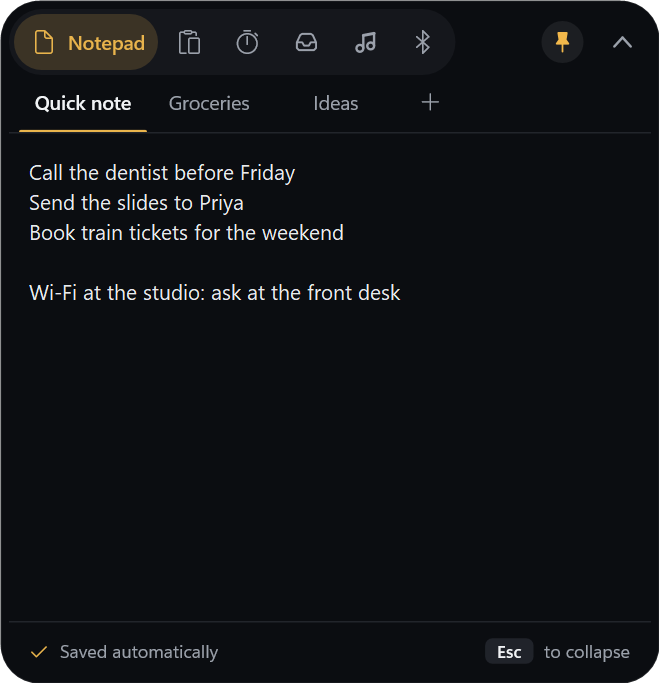 Notepad
Quick note Groceries Ideas
Call the dentist before Friday
Send the slides to Priya
Book train tickets for the weekend
Wi-Fi at the studio: ask at the front desk
Saved automatically Esc to collapse